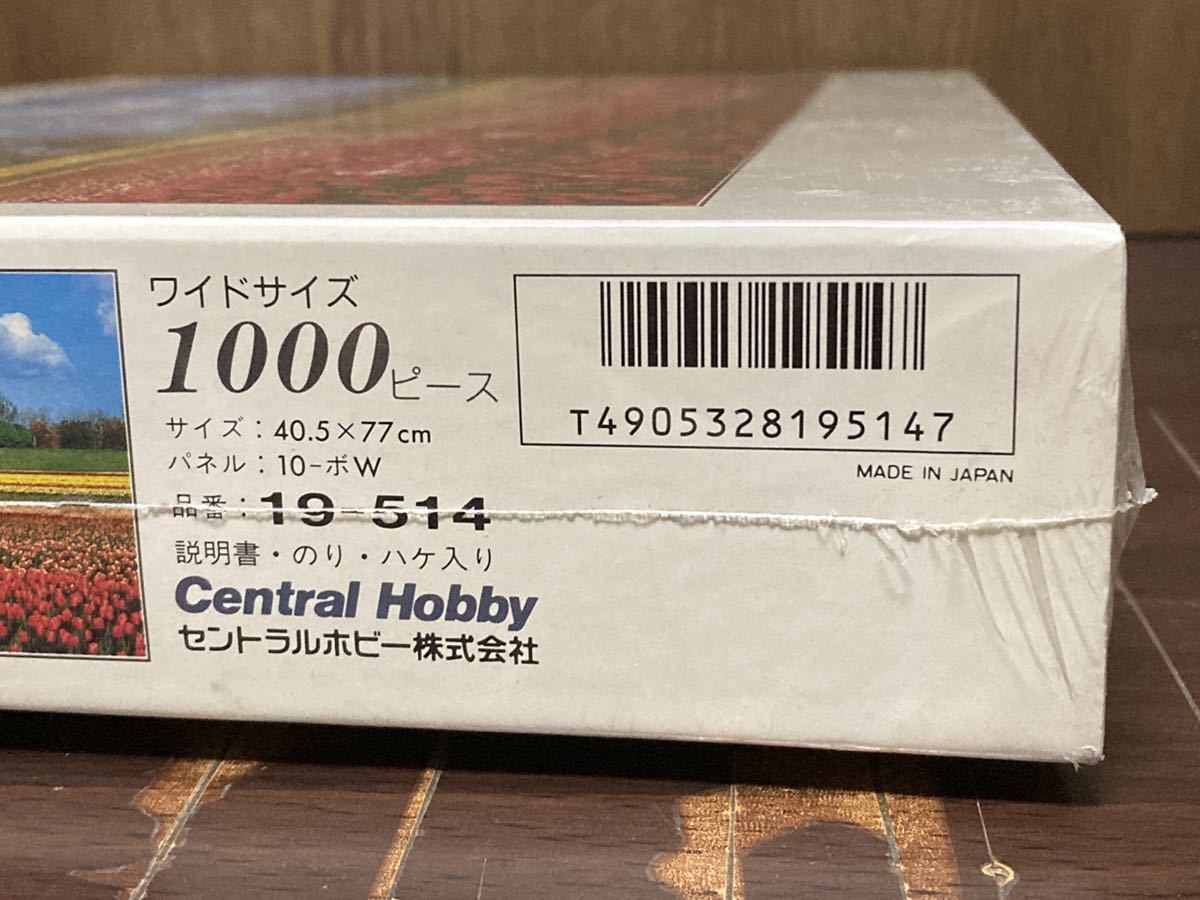 ワイドサイズ
1000ピース
サイズ：40.5×77cm
パネル：10-ボW
品番：19-514
説明書・のり・ハケ入り
Central Hobby
セントラルホビー株式会社
T4905328195147
MADE IN JAPAN